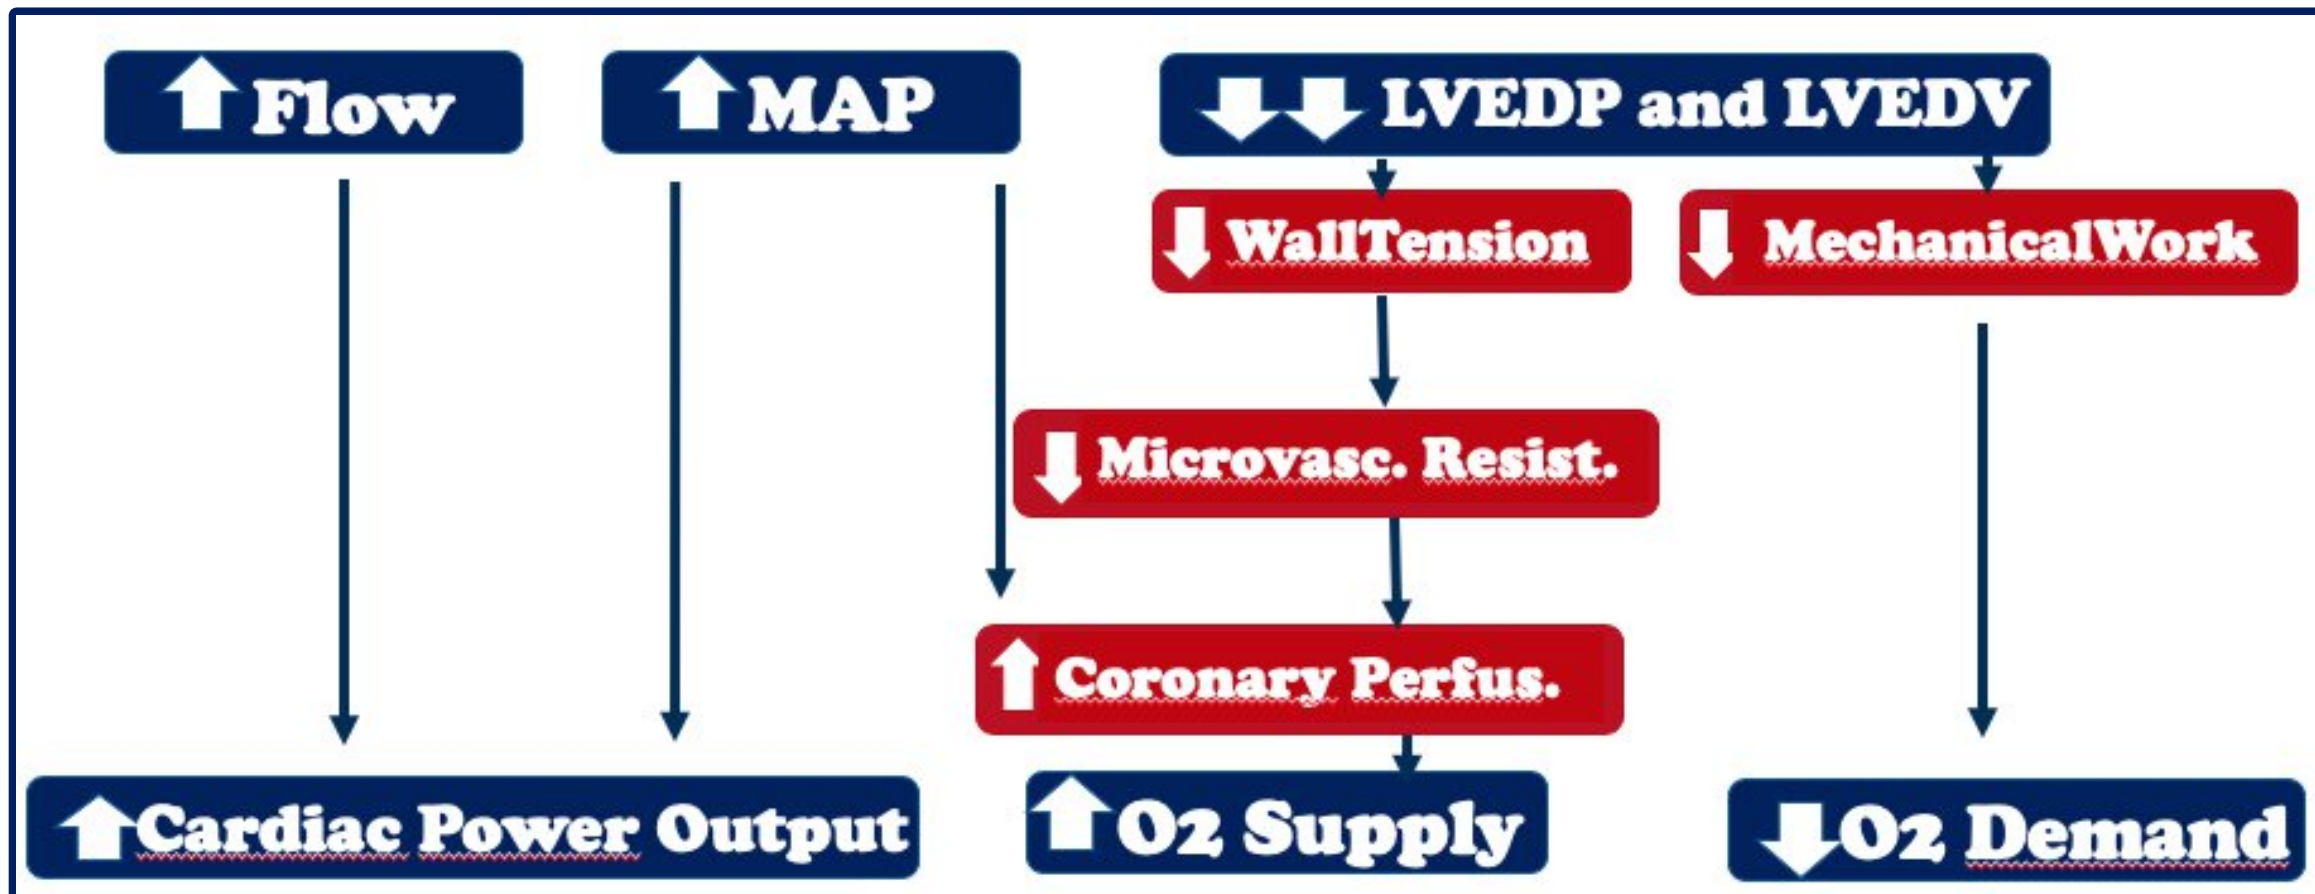 Flow
MAP
LVEDP and LVEDV
WallTension
MechanicalWork
Microvasc. Resist.
Coronary Perfus.
Cardiac Power Output
O2 Supply
O2 Demand